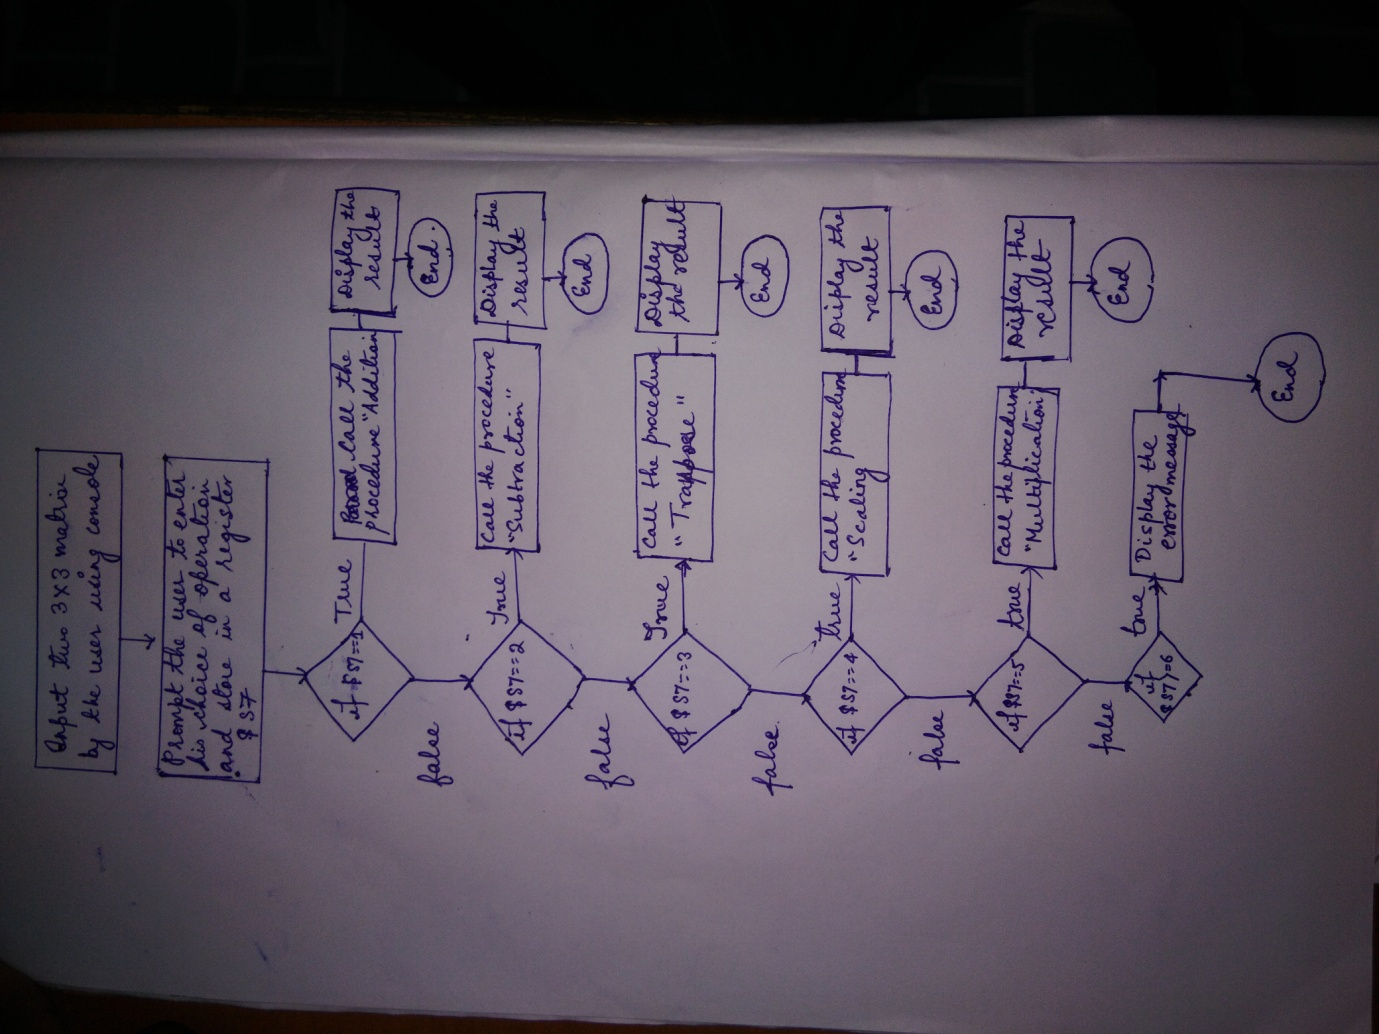 Input two 3x3 matrix
by the user using console
Prompt the user to enter
his choice of operation
and store in a register
$S7
if $S7==1
True
Call the
procedure "Addition
Display the
result
End.
false
if $S7==2
True
Call the procedure
"Subtraction"
Display the
result
End
false
if $S7==3
True
Call the procedure
"Trappose"
Display
the result
End
false
if $S7==4
true
Call the procedure
"Scaling
Display the
result
End
false
if $S7==5
true
Call the procedure
"Multiplication"
Display the
result
End
false
if
$S7>=6
true
Display the
error message
End